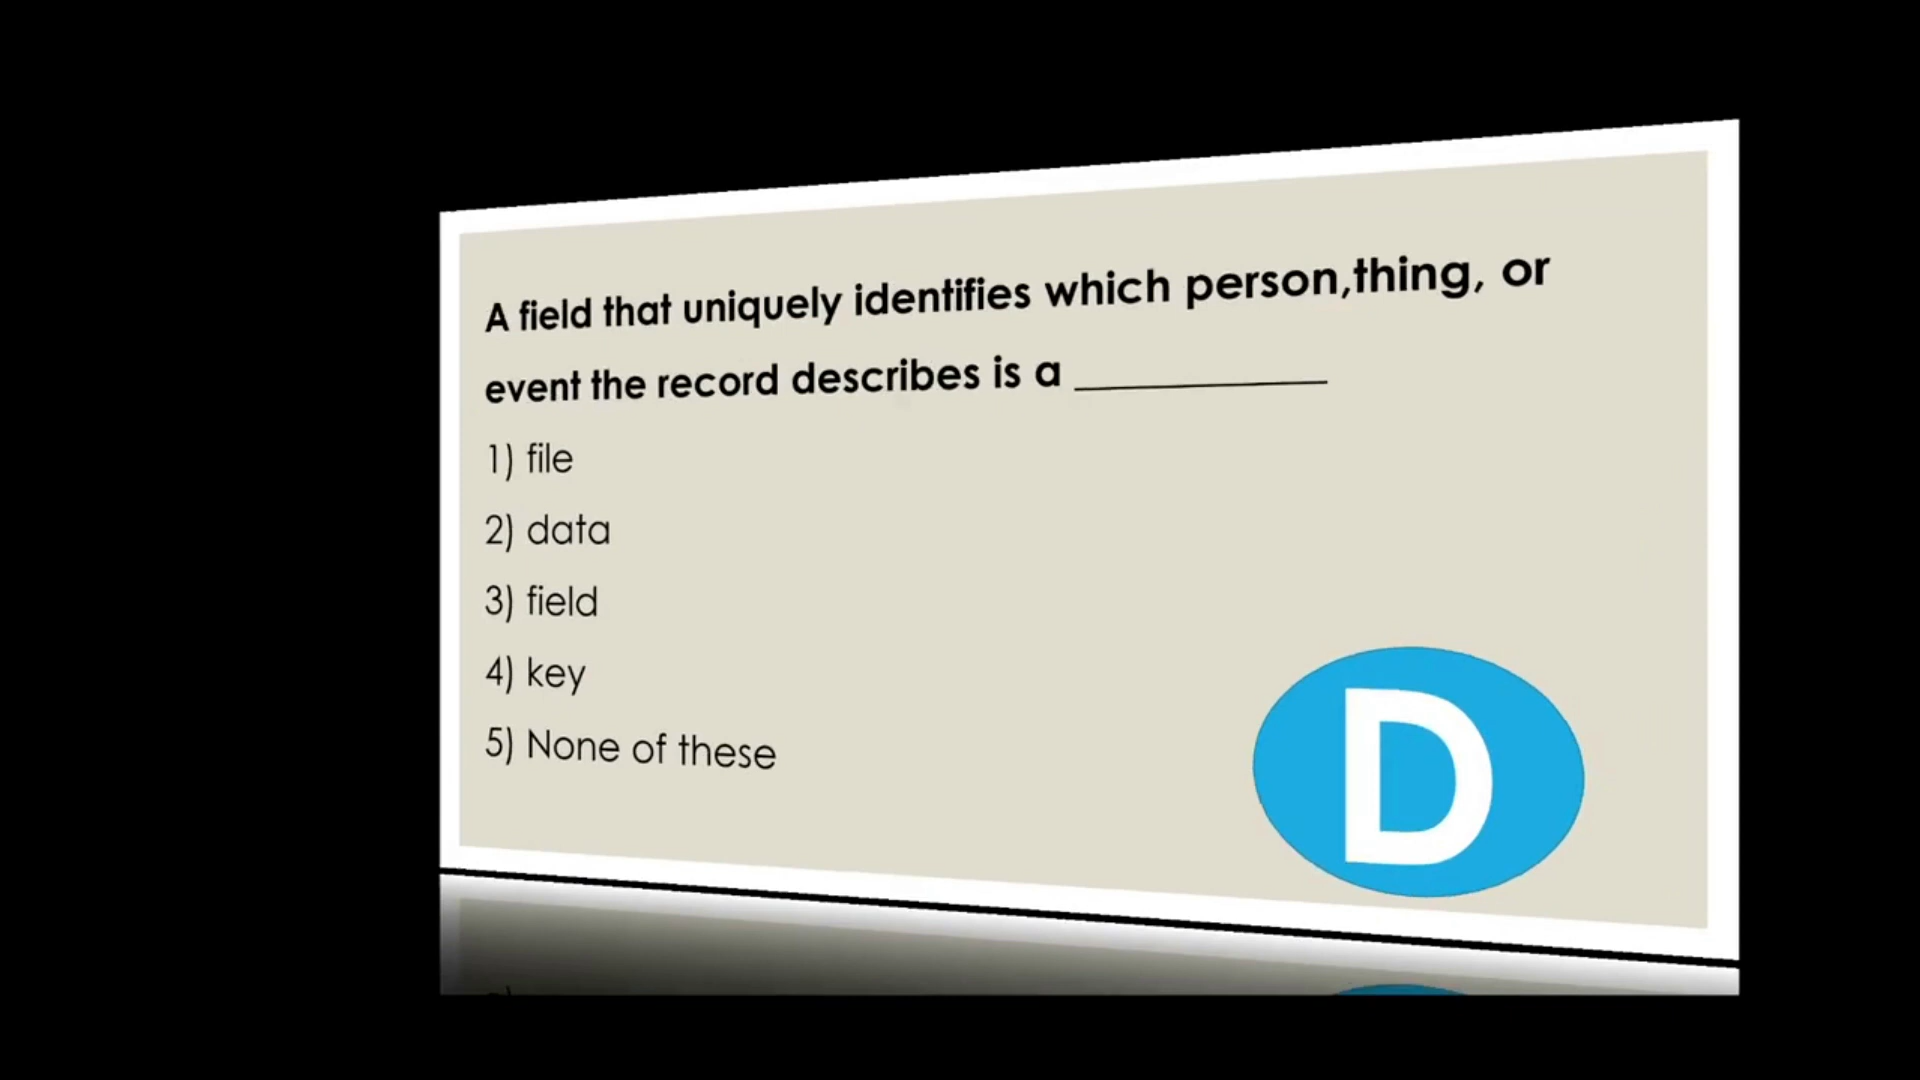 A field that uniquely identifies which person,thing, or
event the record describes is a ____________
1) file
2) data
3) field
4) key
5) None of these
D